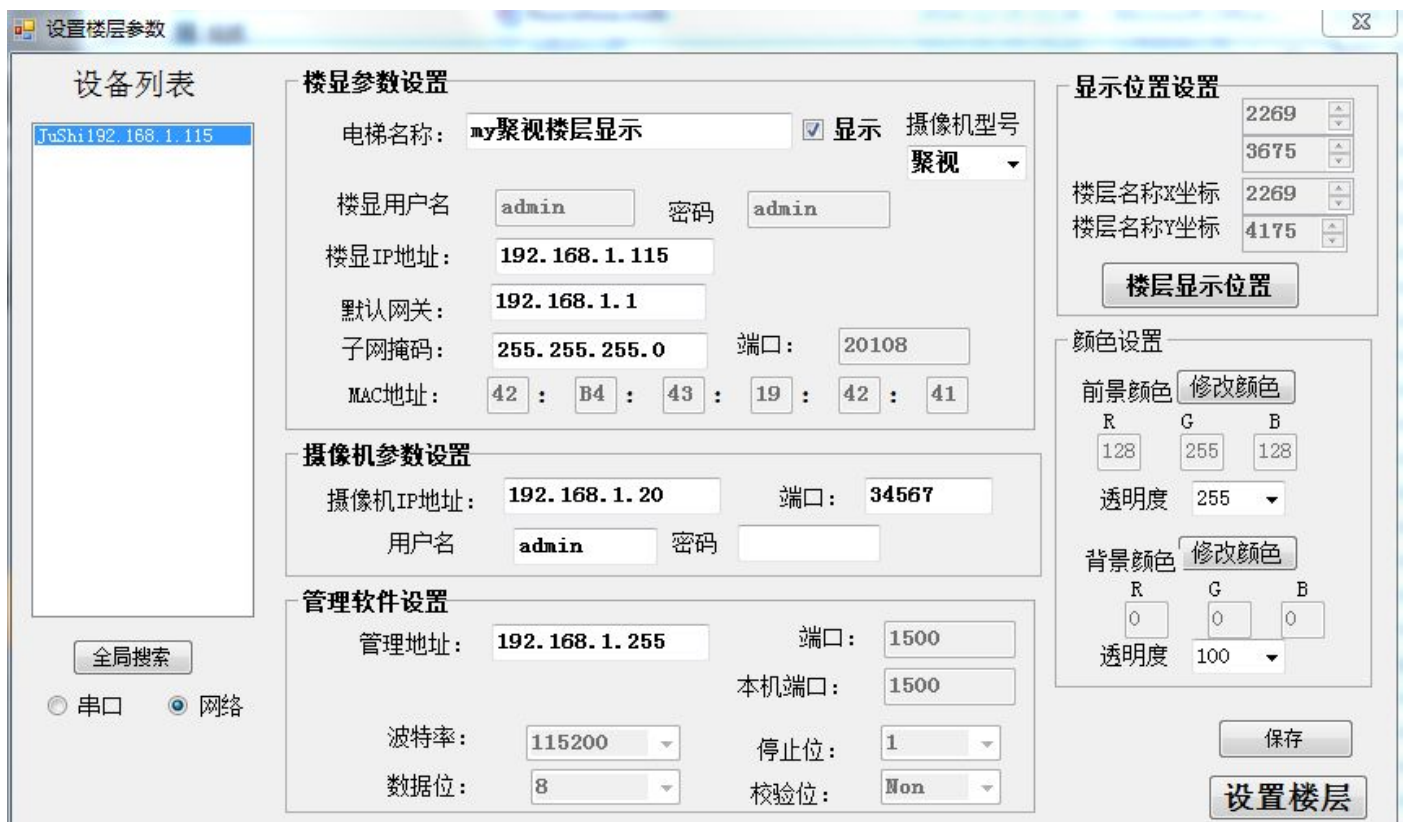 设置楼层参数
设备列表
JuShi192.168.1.115
全局搜索
串口 网络
楼显参数设置
电梯名称： my聚视楼层显示 显示 摄像机型号
聚视
楼显用户名 admin 密码 admin
楼显IP地址： 192.168.1.115
默认网关： 192.168.1.1
子网掩码： 255.255.255.0 端口： 20108
MAC地址： 42 : B4 : 43 : 19 : 42 : 41
摄像机参数设置
摄像机IP地址： 192.168.1.20 端口： 34567
用户名 admin 密码
管理软件设置
管理地址： 192.168.1.255 端口： 1500
本机端口： 1500
波特率： 115200 停止位： 1
数据位： 8 校验位： Non
显示位置设置
2269
3675
楼层名称X坐标 2269
楼层名称Y坐标 4175
楼层显示位置
颜色设置
前景颜色 修改颜色
R G B
128 255 128
透明度 255
背景颜色 修改颜色
R G B
0 0 0
透明度 100
保存
设置楼层